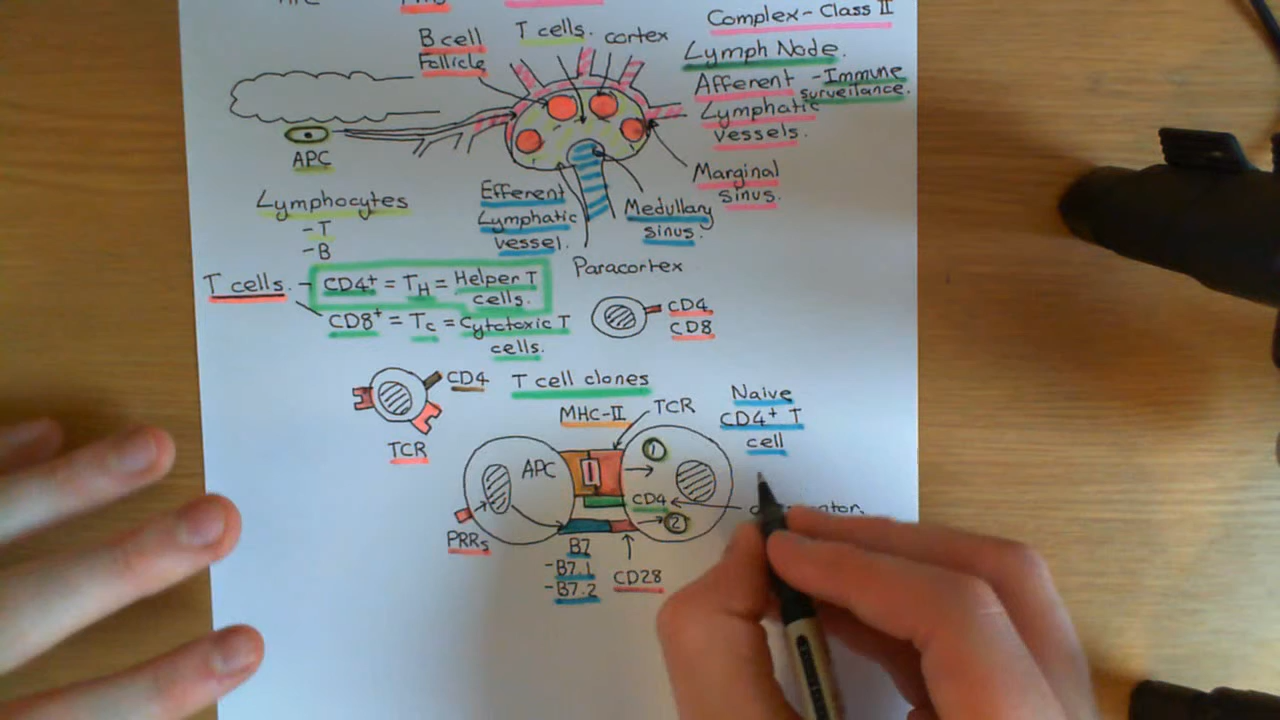 Complex-Class II
B cell
Follicle
T cells.
cortex
Lymph Node.
Afferent
Lymphatic
vessels.
-Immune
surveilance.
APC
Marginal
sinus.
Lymphocytes
-T
-B
Efferent
Lymphatic
vessel.
Medullary
sinus.
Paracortex
T cells. - CD4+ = TH = Helper T
cells.
CD8+ = Tc = Cytotoxic T
cells.
CD4
CD8
CD4
TCR
T cell clones
MHC-II
TCR
Naive
CD4+ T
cell
APC
1
CD4
2
PRRs
B7
-B7.1
-B7.2
CD28